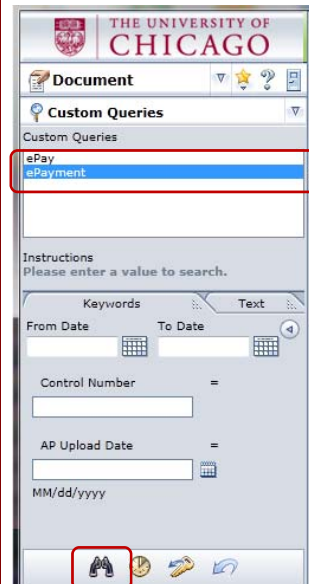 THE UNIVERSITY OF
CHICAGO
Document
Custom Queries
Custom Queries
ePay
ePayment
Instructions
Please enter a value to search.
Keywords Text
From Date To Date
Control Number =
AP Upload Date =
MM/dd/yyyy